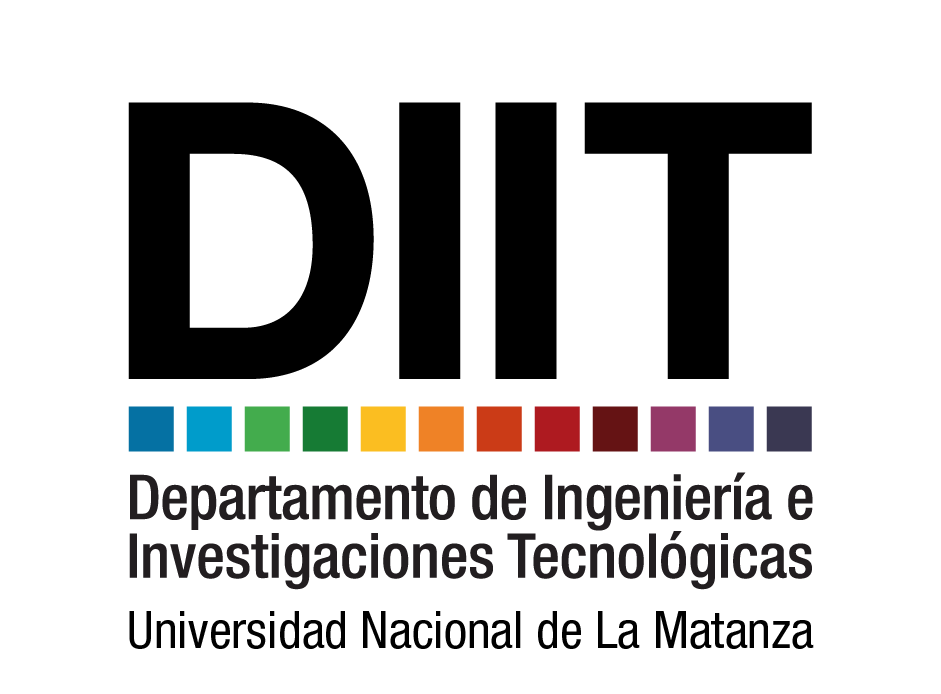 DIIT
Departamento de Ingeniería e
Investigaciones Tecnológicas
Universidad Nacional de La Matanza